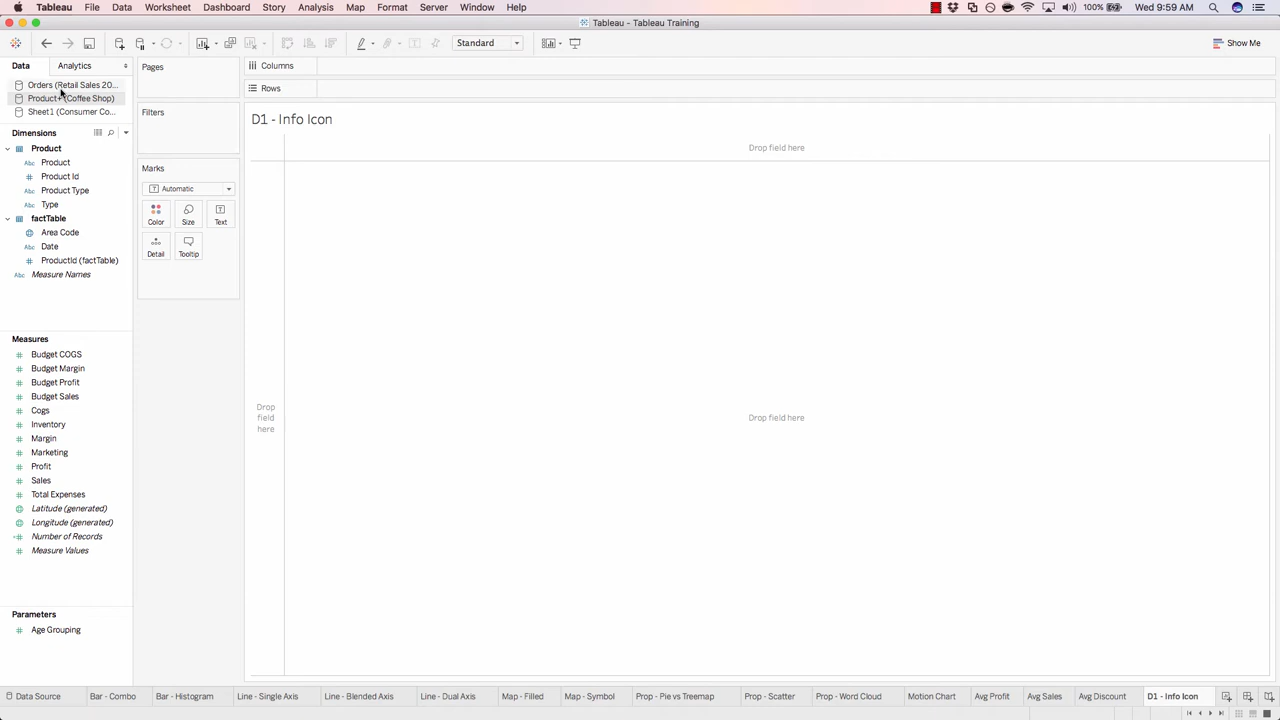 Tableau File Data Worksheet Dashboard Story Analysis Map Format Server Window Help 100% Wed 9:59 AM
Tableau - Tableau Training
Standard Show Me
Data Analytics Pages Columns
Orders (Retail Sales 20...
Product+ (Coffee Shop)
Sheet1 (Consumer Co...
Rows
Filters
D1 - Info Icon
Dimensions
Product
Product
Product Id
Product Type
Type
factTable
Area Code
Date
ProductId (factTable)
Measure Names
Marks
Automatic
Color Size Text
Detail Tooltip
Drop field here
Drop
field
here
Drop field here
Measures
Budget COGS
Budget Margin
Budget Profit
Budget Sales
Cogs
Inventory
Margin
Marketing
Profit
Sales
Total Expenses
Latitude (generated)
Longitude (generated)
Number of Records
Measure Values
Parameters
Age Grouping
Data Source Bar - Combo Bar - Histogram Line - Single Axis Line - Blended Axis Line - Dual Axis Map - Filled Map - Symbol Prop - Pie vs Treemap Prop - Scatter Prop - Word Cloud Motion Chart Avg Profit Avg Sales Avg Discount D1 - Info Icon